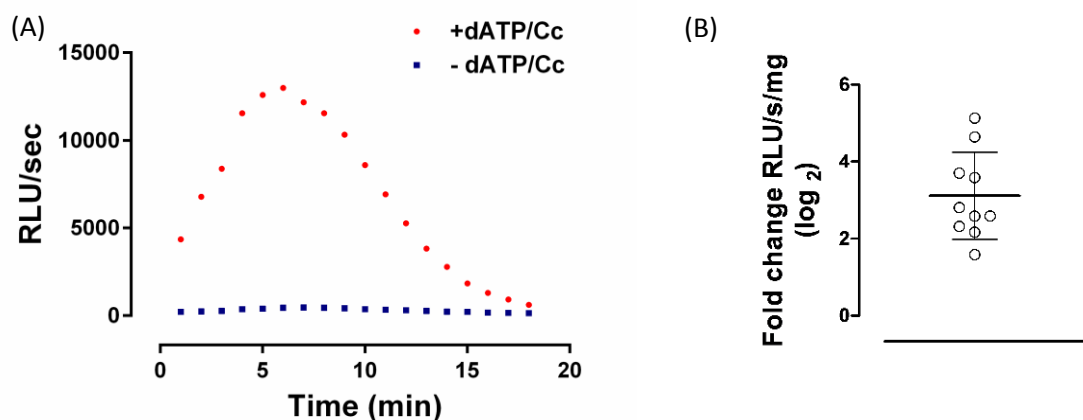 (A)
+dATP/Cc
- dATP/Cc
15000
10000
5000
0
RLU/sec
0 5 10 15 20
Time (min)
(B)
6
4
2
0
Fold change RLU/s/mg
(log 2)